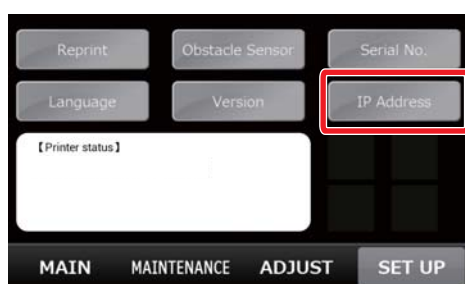 Reprint Obstacle Sensor Serial No.
Language Version IP Address
【Printer status】
MAIN MAINTENANCE ADJUST SET UP